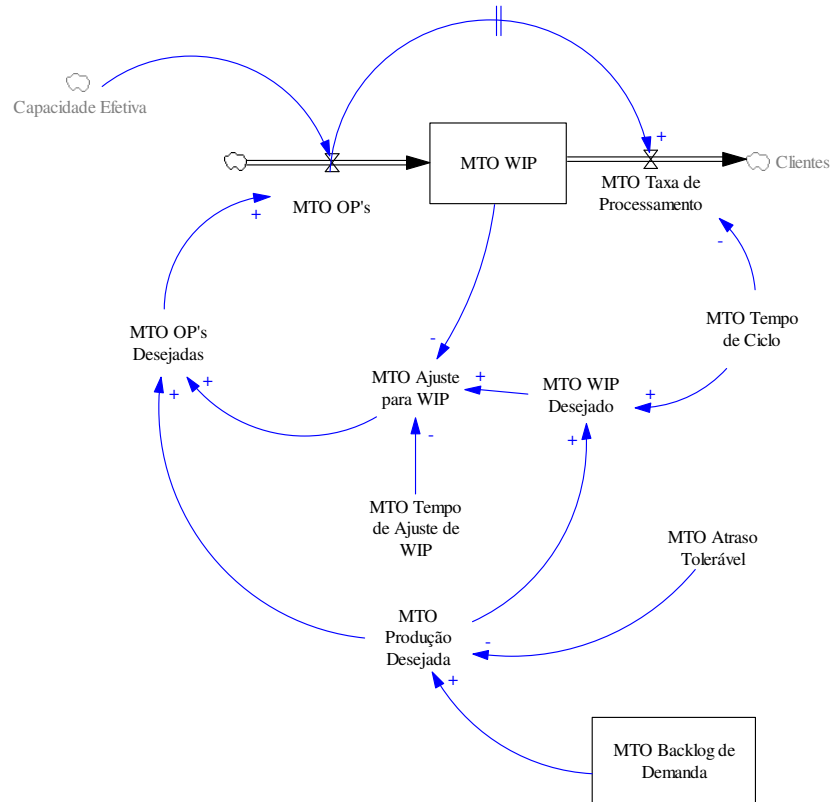 Capacidade Efetiva
+
MTO WIP
Clientes
MTO Taxa de
Processamento
MTO OP's
+
-
MTO OP's
Desejadas
MTO Tempo
de Ciclo
-
MTO Ajuste
para WIP
+
MTO WIP
Desejado
+
+
+
-
+
MTO Tempo
de Ajuste de
WIP
MTO Atraso
Tolerável
MTO
Produção
Desejada
-
+
MTO Backlog de
Demanda